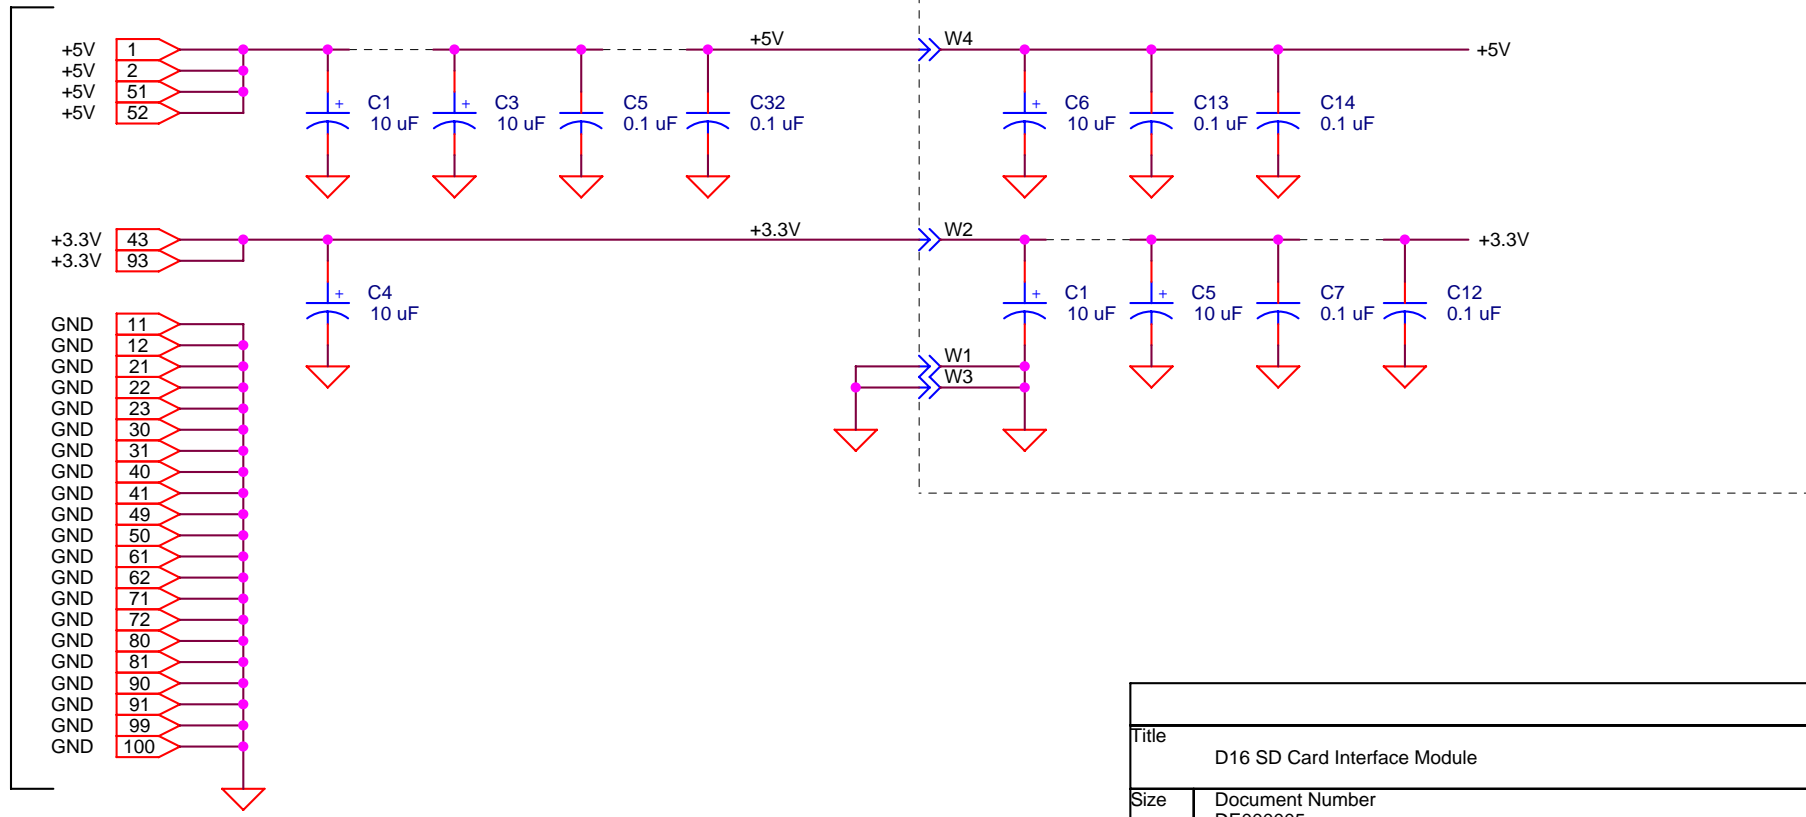 +5V 1 +5V W4 +5V
+5V 2
+5V 51
+5V 52
+ C1 + C3 C5 C32 + C6 C13 C14
10 uF 10 uF 0.1 uF 0.1 uF 10 uF 0.1 uF 0.1 uF
+3.3V 43 +3.3V W2 +3.3V
+3.3V 93
+ C4 + C1 + C5 C7 C12
10 uF 10 uF 10 uF 0.1 uF 0.1 uF
GND 11
GND 12
GND 21 W1
GND 22 W3
GND 23
GND 30
GND 31
GND 40
GND 41
GND 49
GND 50
GND 61
GND 62
GND 71
GND 72
GND 80
GND 81
GND 90
GND 91
GND 99
GND 100
Title
D16 SD Card Interface Module
Size Document Number